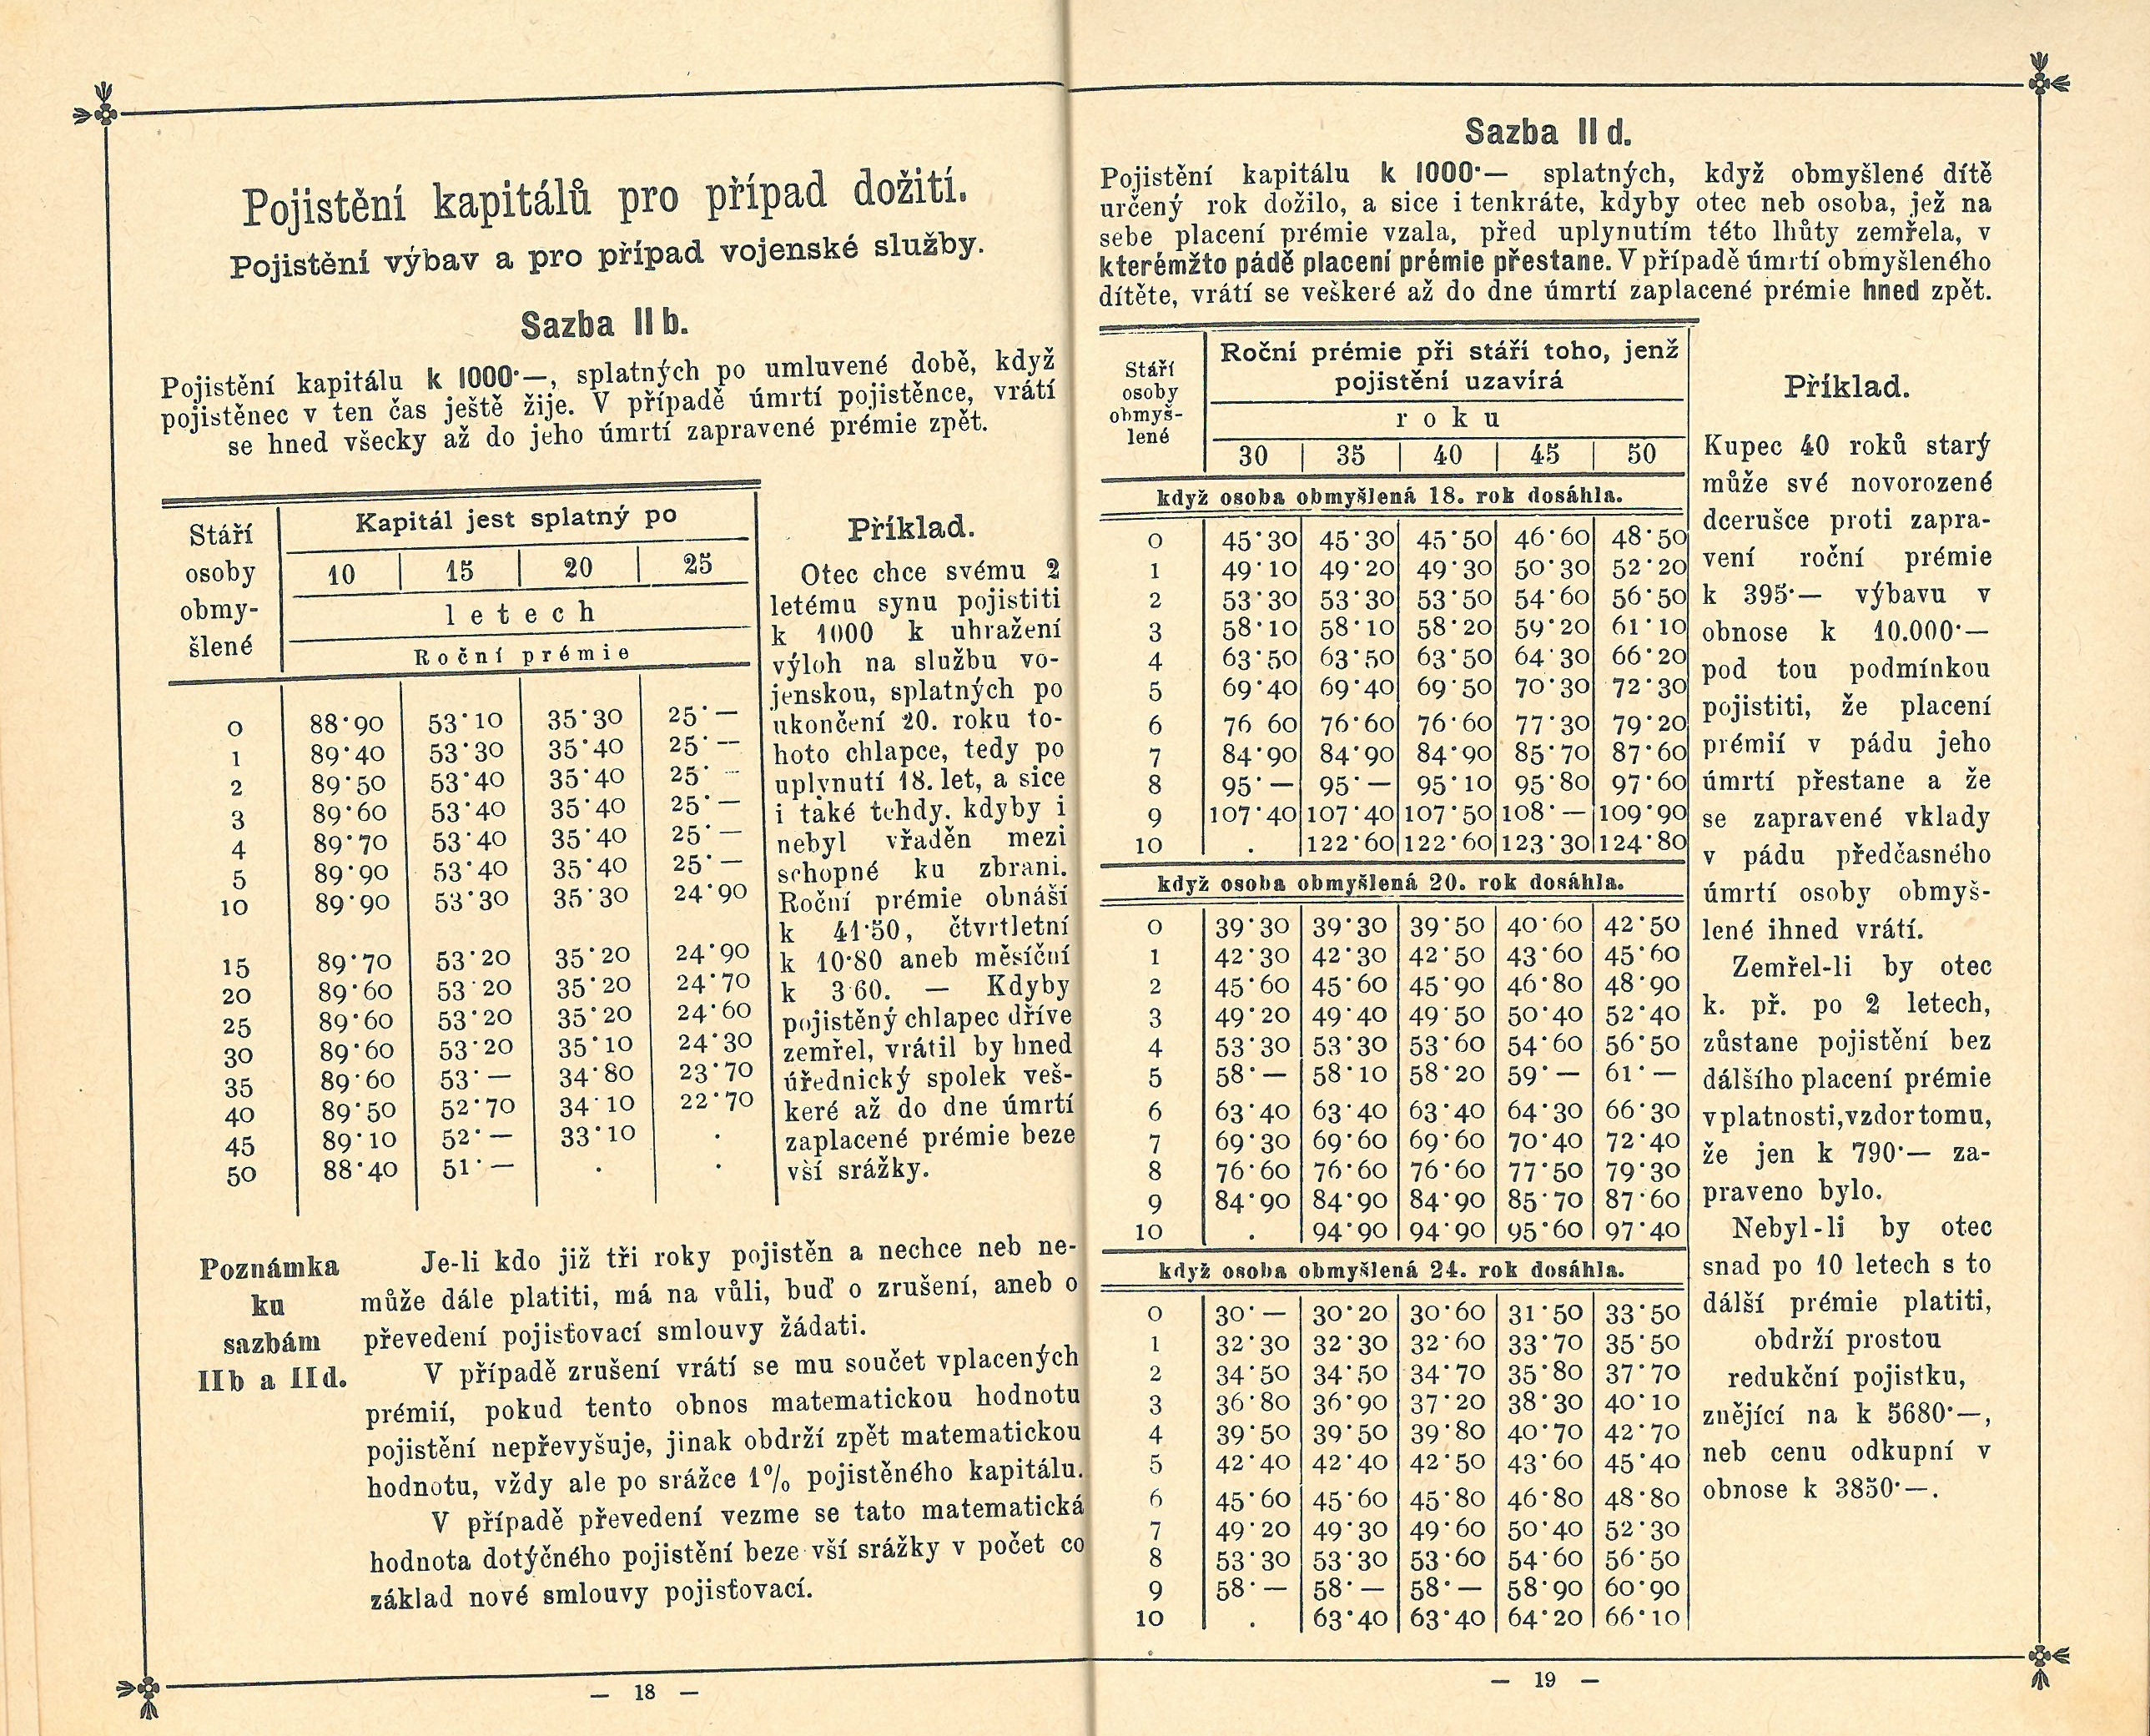 Pojistění kapitálů pro případ dožití.
Pojistění výbav a pro případ vojenské služby.
Sazba II b.
Pojistění kapitálu k 1000·—, splatných po umluvené době, když
pojistěnec v ten čas ještě žije. V případě úmrtí pojistěnce, vrátí
se hned všecky až do jeho úmrtí zapravené prémie zpět.
Stáří osoby obmy- šlené
Kapitál jest splatný po
10 | 15 | 20 | 25
letech
Roční prémie
0 88·90 53·10 35·30 25·—
1 89·40 53·30 35·40 25·—
2 89·50 53·40 35·40 25·—
3 89·60 53·40 35·40 25·—
4 89·70 53·40 35·40 25·—
5 89·90 53·40 35·40 25·—
10 89·90 53·30 35·30 24·90
15 89·70 53·20 35·20 24·90
20 89·60 53·20 35·20 24·70
25 89·60 53·20 35·20 24·60
30 89·60 53·20 35·10 24·30
35 89·60 53·— 34·80 23·70
40 89·50 52·70 34·10 22·70
45 89·10 52·— 33·10 .
50 88·40 51·— . .
Příklad.
Otec chce svému 2
letému synu pojistiti
k 1000 k uhražení
výloh na službu vo-
jenskou, splatných po
ukončení 20. roku to-
hoto chlapce, tedy po
uplynutí 18. let, a sice
i také tehdy. kdyby i
nebyl vřaděn mezi
schopné ku zbrani.
Roční prémie obnáší
k 41·50, čtvrtletní
k 10·80 aneb měsíční
k 3·60. — Kdyby
pojistěný chlapec dříve
zemřel, vrátil by hned
úřednický spolek veš-
keré až do dne úmrtí
zaplacené prémie beze
vší srážky.
Poznámka
ku
sazbám
IIb a IId.
Je-li kdo již tři roky pojistěn a nechce neb ne-
může dále platiti, má na vůli, buď o zrušení, aneb o
převedení pojisťovací smlouvy žádati.
V případě zrušení vrátí se mu součet vplacených
prémií, pokud tento obnos matematickou hodnotu
pojistění nepřevyšuje, jinak obdrží zpět matematickou
hodnotu, vždy ale po srážce 1% pojistěného kapitálu.
V případě převedení vezme se tato matematická
hodnota dotýčného pojistění beze vší srážky v počet co
základ nové smlouvy pojisťovací.
— 18 —
Sazba II d.
Pojistění kapitálu k 1000·— splatných, když obmyšlené dítě
určený rok dožilo, a sice i tenkráte, kdyby otec neb osoba, jež na
sebe placení prémie vzala, před uplynutím této lhůty zemřela, v
kterémžto pádě placení prémie přestane. V případě úmrtí obmyšleného
dítěte, vrátí se veškeré až do dne úmrtí zaplacené prémie hned zpět.
Stáří osoby obmyš- lené
Roční prémie při stáří toho, jenž
pojistění uzavírá
roku
30 | 35 | 40 | 45 | 50
když osoba obmyšlená 18. rok dosáhla.
0 45·30 45·30 45·50 46·60 48·50
1 49·10 49·20 49·30 50·30 52·20
2 53·30 53·30 53·50 54·60 56·50
3 58·10 58·10 58·20 59·20 61·10
4 63·50 63·50 63·50 64·30 66·20
5 69·40 69·40 69·50 70·30 72·30
6 76 60 76·60 76·60 77·30 79·20
7 84·90 84·90 84·90 85·70 87·60
8 95·— 95·— 95·10 95·80 97·60
9 107·40 107·40 107·50 108·— 109·90
10 . 122·60 122·60 123·30 124·80
když osoba obmyšlená 20. rok dosáhla.
0 39·30 39·30 39·50 40·60 42·50
1 42·30 42·30 42·50 43·60 45·60
2 45·60 45·60 45·90 46·80 48·90
3 49·20 49·40 49·50 50·40 52·40
4 53·30 53·30 53·60 54·60 56·50
5 58·— 58·10 58·20 59·— 61·—
6 63·40 63·40 63·40 64·30 66·30
7 69·30 69·60 69·60 70·40 72·40
8 76·60 76·60 76·60 77·50 79·30
9 84·90 84·90 84·90 85·70 87·60
10 . 94·90 94·90 95·60 97·40
když osoba obmyšlená 24. rok dosáhla.
0 30·— 30·20 30·60 31·50 33·50
1 32·30 32·30 32·60 33·70 35·50
2 34·50 34·50 34·70 35·80 37·70
3 36·80 36·90 37·20 38·30 40·10
4 39·50 39·50 39·80 40·70 42·70
5 42·40 42·40 42·50 43·60 45·40
6 45·60 45·60 45·80 46·80 48·80
7 49·20 49·30 49·60 50·40 52·30
8 53·30 53·30 53·60 54·60 56·50
9 58·— 58·— 58·— 58·90 60·90
10 . 63·40 63·40 64·20 66·10
Příklad.
Kupec 40 roků starý
může své novorozené
dcerušce proti zapra-
vení roční prémie
k 395·— výbavu v
obnose k 10.000·—
pod tou podmínkou
pojistiti, že placení
prémií v pádu jeho
úmrtí přestane a že
se zapravené vklady
v pádu předčasného
úmrtí osoby obmyš-
lené ihned vrátí.
Zemřel-li by otec
k. př. po 2 letech,
zůstane pojistění bez
dálšího placení prémie
v platnosti, vzdor tomu,
že jen k 790·— za-
praveno bylo.
Nebyl-li by otec
snad po 10 letech s to
dálší prémie platiti,
obdrží prostou
redukční pojistku,
znějící na k 5680·—,
neb cenu odkupní v
obnose k 3850·—.
— 19 —